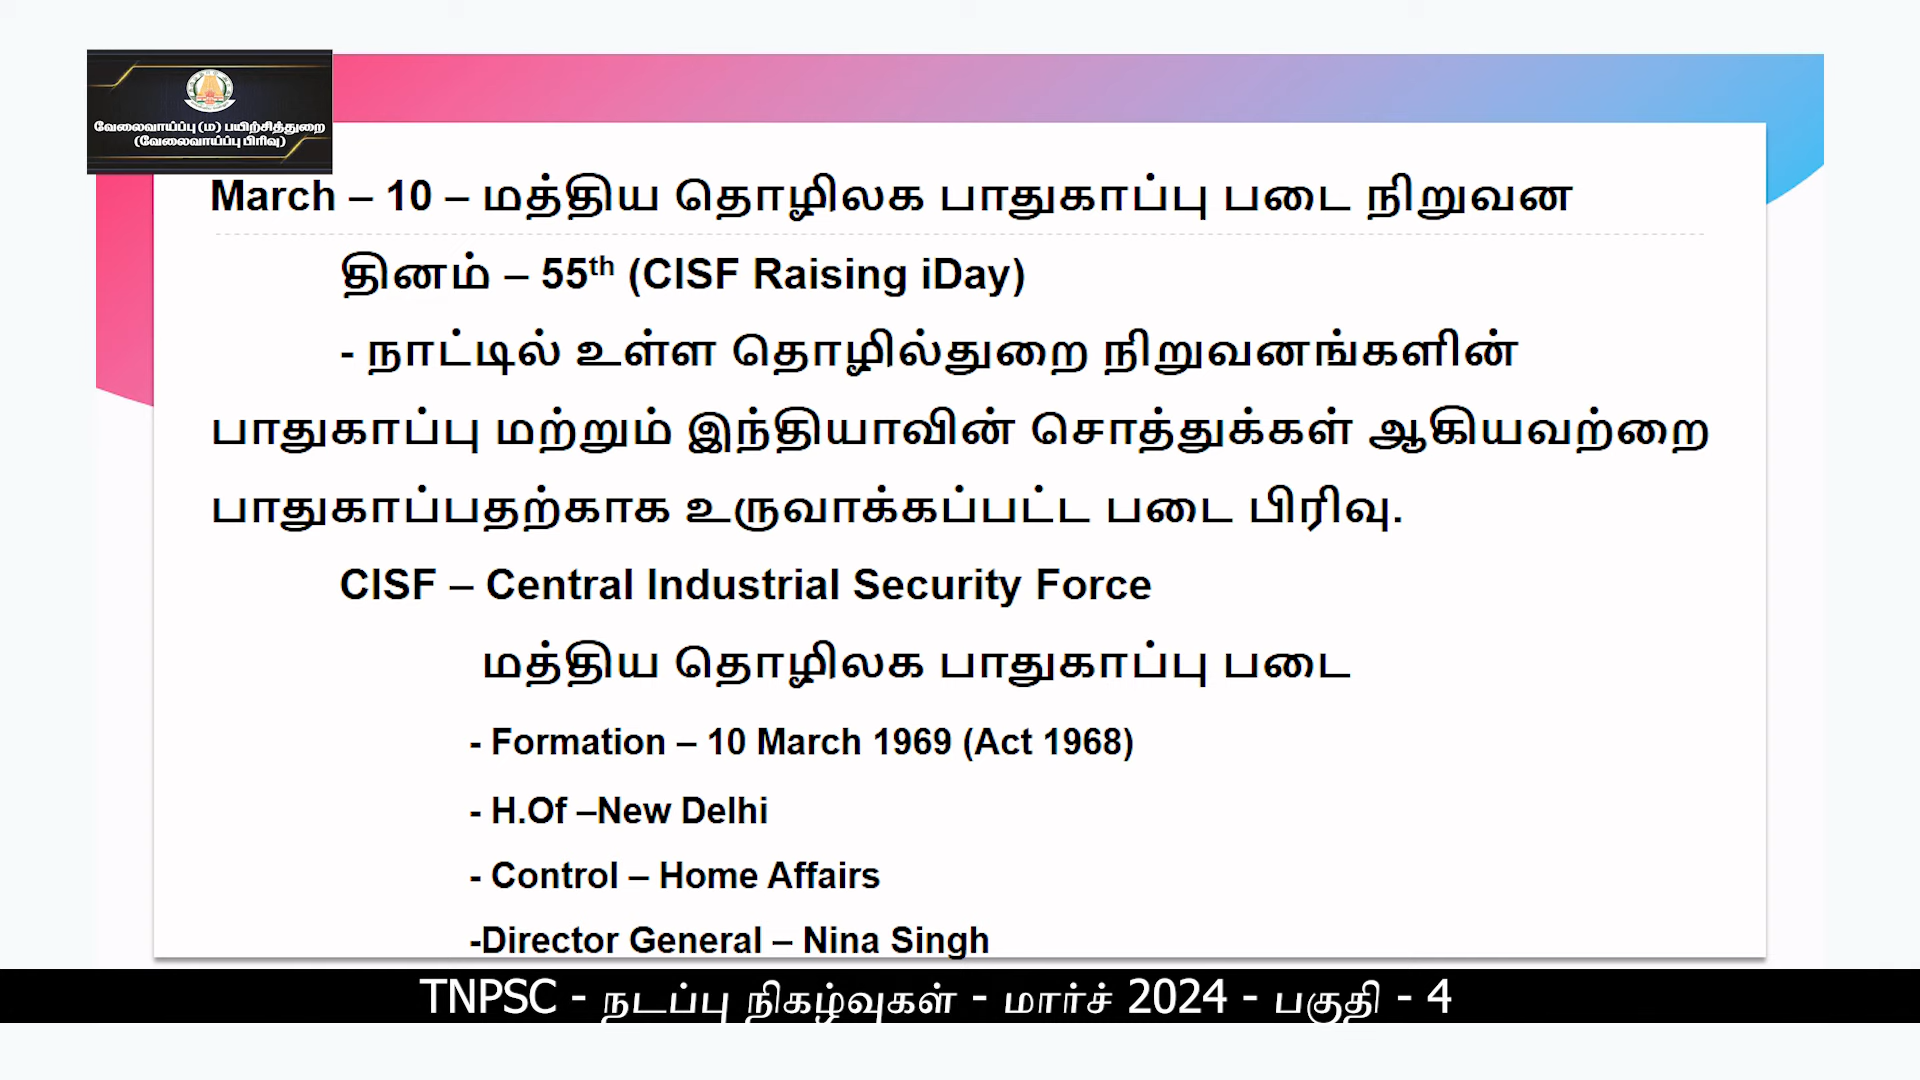 வேலைவாய்ப்பு (ம) பயிற்சித்துறை
(வேலைவாய்ப்பு பிரிவு)
March – 10 – மத்திய தொழிலக பாதுகாப்பு படை நிறுவன
தினம் – 55th (CISF Raising iDay)
- நாட்டில் உள்ள தொழில்துறை நிறுவனங்களின்
பாதுகாப்பு மற்றும் இந்தியாவின் சொத்துக்கள் ஆகியவற்றை
பாதுகாப்பதற்காக உருவாக்கப்பட்ட படை பிரிவு.
CISF – Central Industrial Security Force
மத்திய தொழிலக பாதுகாப்பு படை
- Formation – 10 March 1969 (Act 1968)
- H.Of –New Delhi
- Control – Home Affairs
-Director General – Nina Singh
TNPSC - நடப்பு நிகழ்வுகள் - மார்ச் 2024 - பகுதி - 4